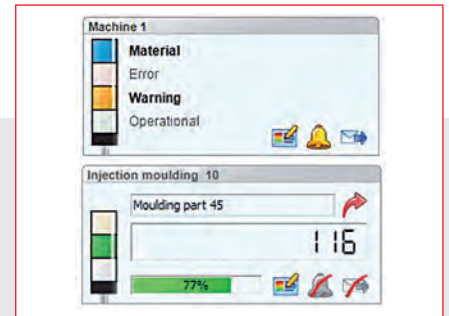 Machine 1
Material
Error
Warning
Operational
Injection moulding 10
Moulding part 45
116
77%